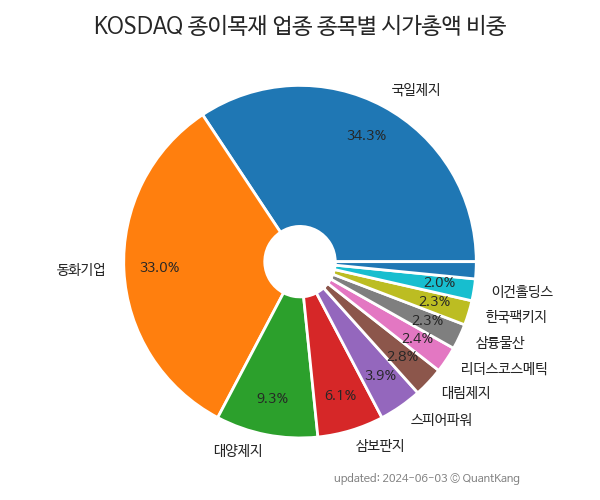 KOSDAQ 종이목재 업종 종목별 시가총액 비중
국일제지
34.3%
동화기업
33.0%
대양제지
9.3%
삼보판지
6.1%
스피어파워
3.9%
대림제지
2.8%
리더스코스메틱
2.4%
삼륭물산
2.3%
한국팩키지
2.3%
이건홀딩스
2.0%
updated: 2024-06-03 © QuantKang